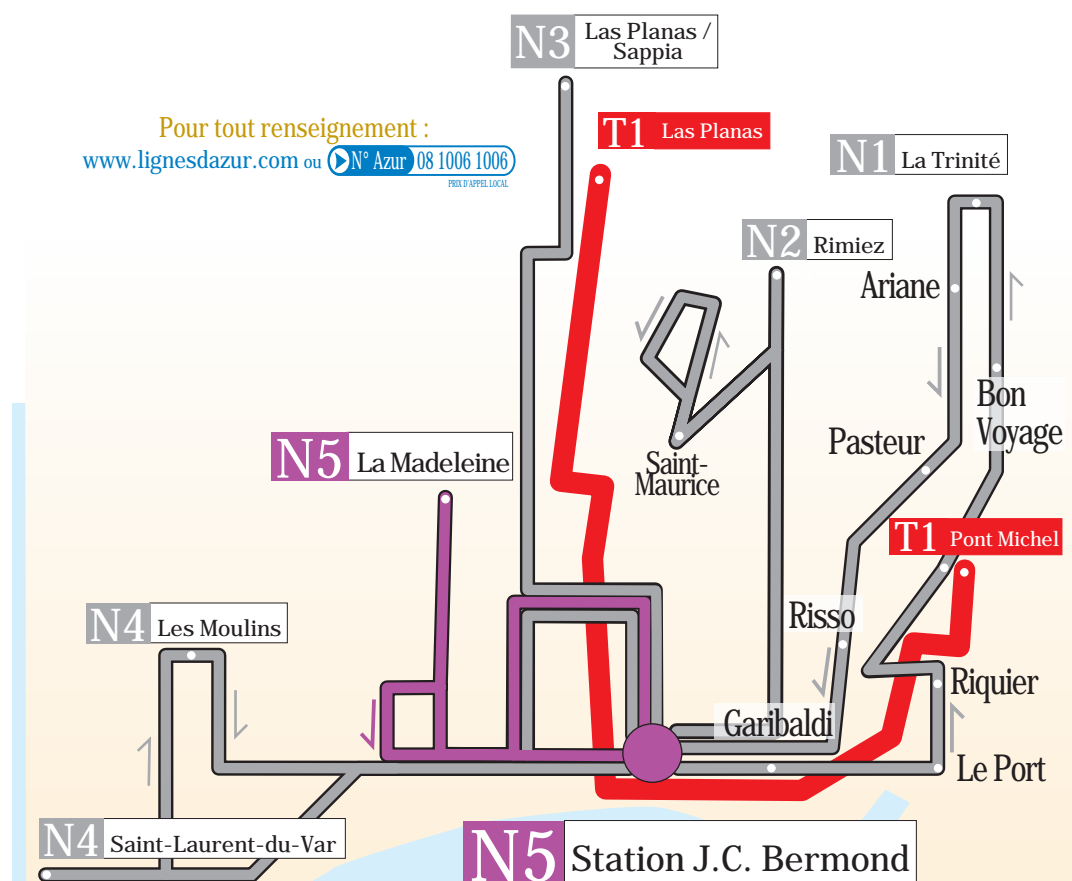 N3 Las Planas /
Sappia
Pour tout renseignement :
www.lignesdazur.com ou N° Azur 08 1006 1006
PRIX D'APPEL LOCAL
T1 Las Planas
N1 La Trinité
N2 Rimiez
Ariane
Bon
Voyage
Pasteur
N5 La Madeleine
Saint-
Maurice
T1 Pont Michel
N4 Les Moulins
Risso
Riquier
Garibaldi
Le Port
N4 Saint-Laurent-du-Var
N5 Station J.C. Bermond